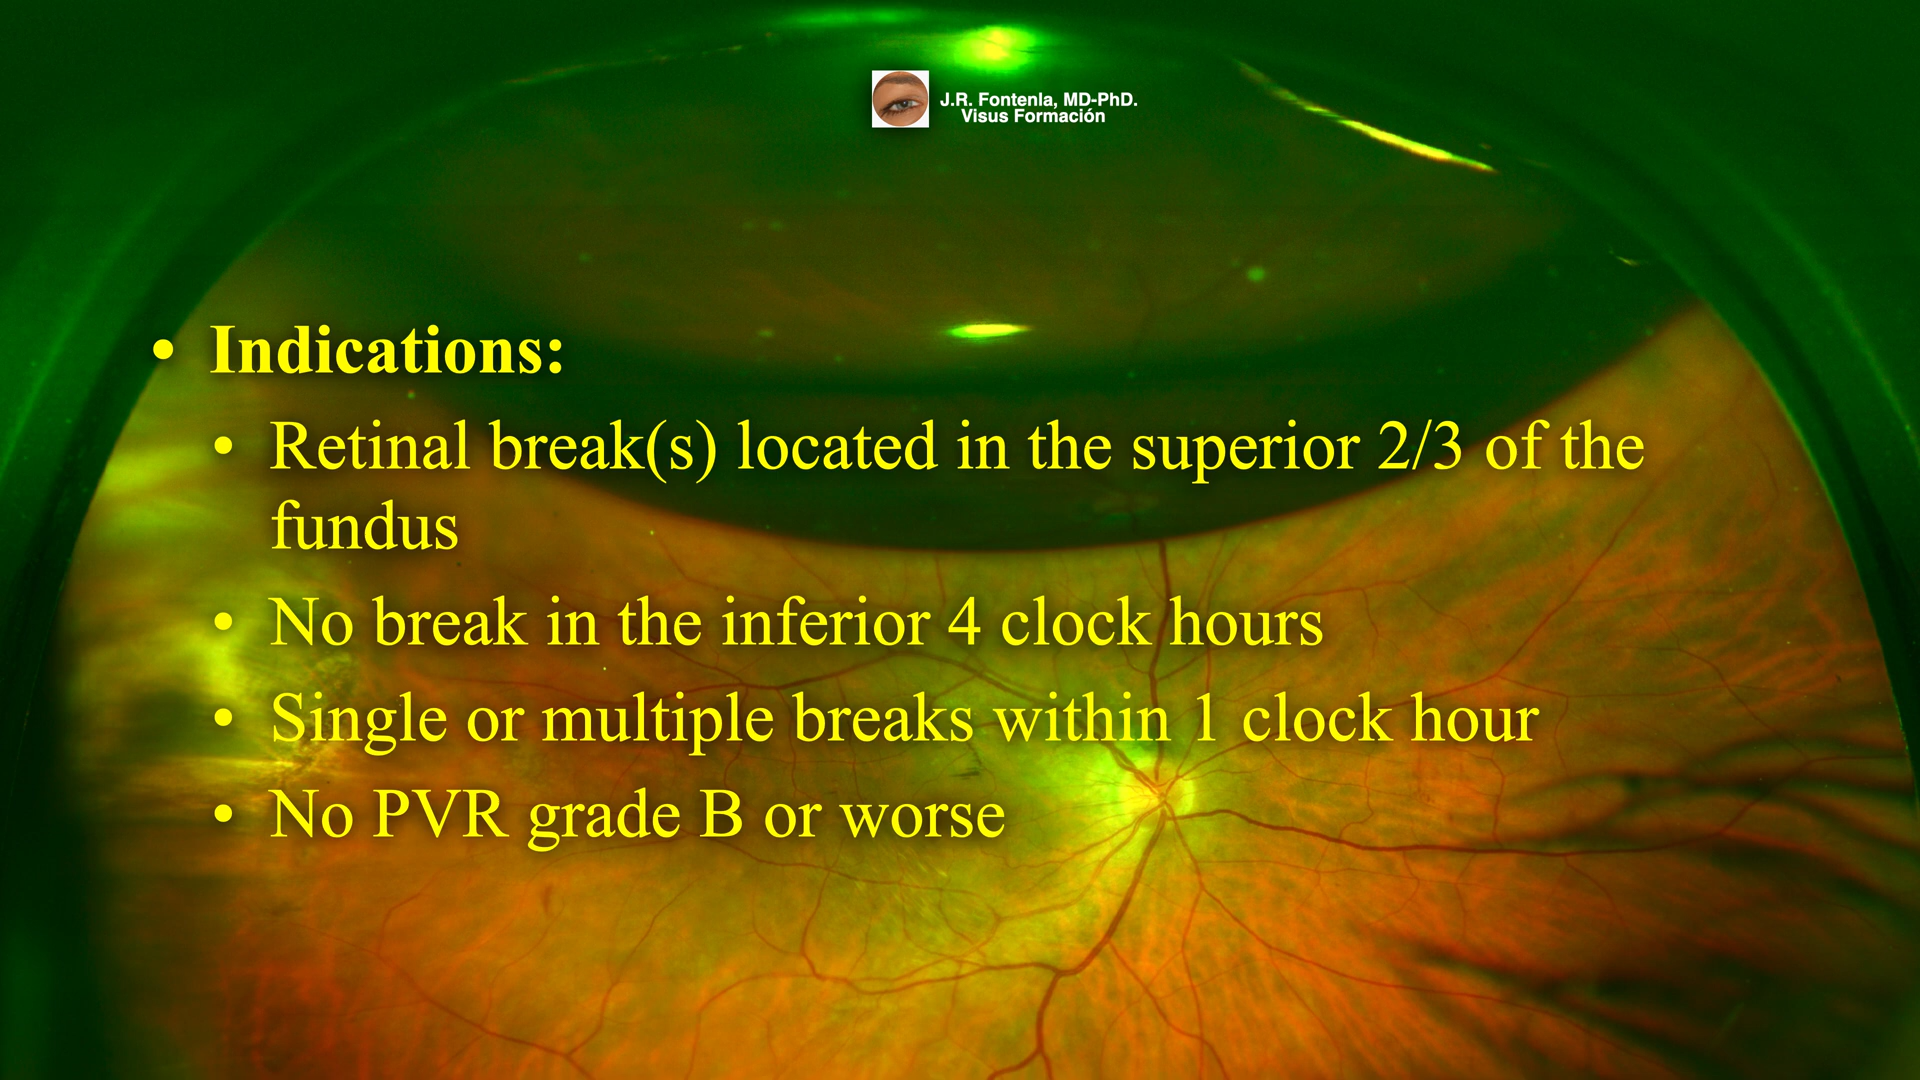 J.R. Fontenla, MD-PhD.
Visus Formación
• Indications:
• Retinal break(s) located in the superior 2/3 of the
fundus
• No break in the inferior 4 clock hours
• Single or multiple breaks within 1 clock hour
• No PVR grade B or worse